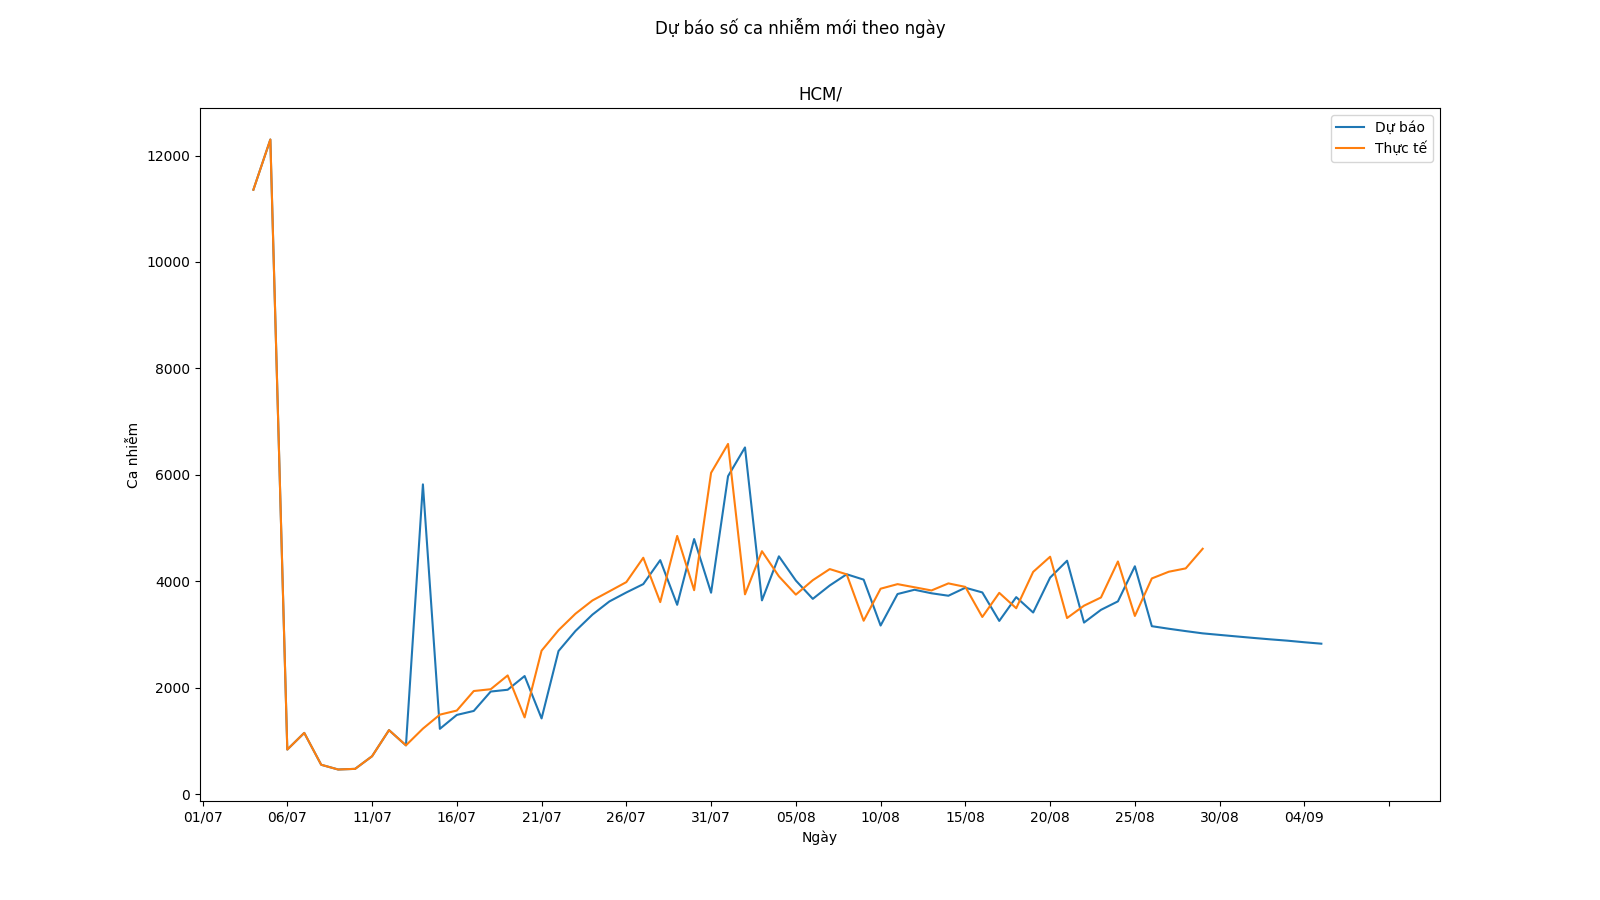 Dự báo số ca nhiễm mới theo ngày
HCM/
Dự báo
Thực tế
Ca nhiễm
12000
10000
8000
6000
4000
2000
0
01/07 06/07 11/07 16/07 21/07 26/07 31/07 05/08 10/08 15/08 20/08 25/08 30/08 04/09
Ngày